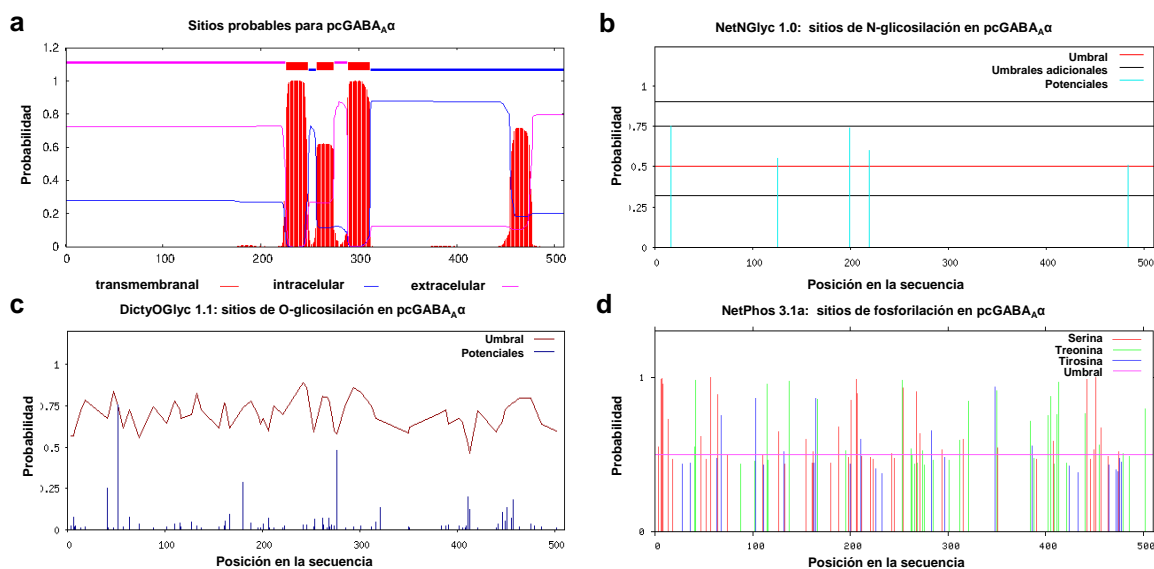 a
Sitios probables para pcGABAAα
Probabilidad
1.2
1
0.8
0.6
0.4
0.2
0
0 100 200 300 400 500
transmembranal intracelular extracelular
b
NetNGlyc 1.0: sitios de N-glicosilación en pcGABAAα
Umbral
Umbrales adicionales
Potenciales
Probabilidad
1
0.75
0.5
0.25
0
0 100 200 300 400 500
Posición en la secuencia
c
DictyOGlyc 1.1: sitios de O-glicosilación en pcGABAAα
Umbral
Potenciales
Probabilidad
1
0.75
0.5
0.25
0
0 100 200 300 400 500
Posición en la secuencia
d
NetPhos 3.1a: sitios de fosforilación en pcGABAAα
Serina
Treonina
Tirosina
Umbral
Probabilidad
1
0.5
0
0 100 200 300 400 500
Posición en la secuencia